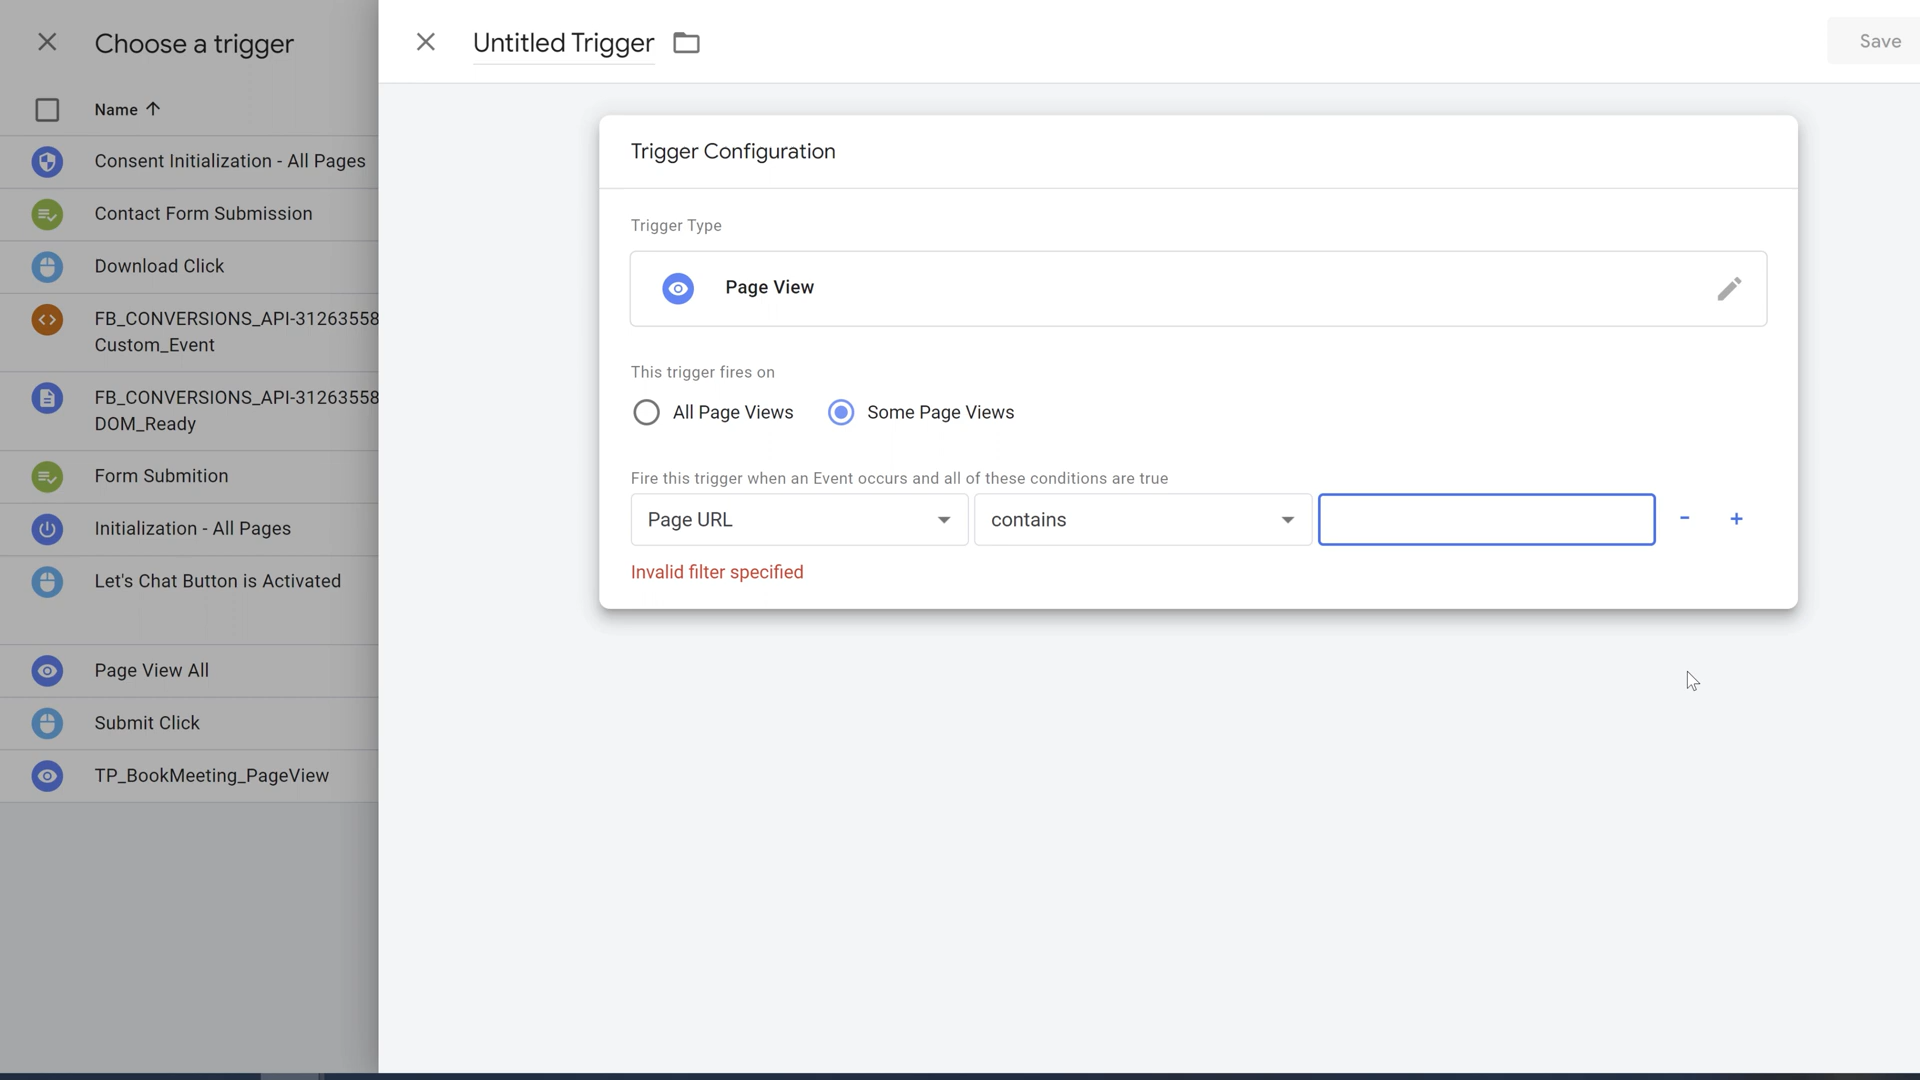 Choose a trigger
Name
Consent Initialization - All Pages
Contact Form Submission
Download Click
FB_CONVERSIONS_API-31263558
Custom_Event
FB_CONVERSIONS_API-31263558
DOM_Ready
Form Submition
Initialization - All Pages
Let's Chat Button is Activated
Page View All
Submit Click
TP_BookMeeting_PageView
Untitled Trigger
Save
Trigger Configuration
Trigger Type
Page View
This trigger fires on
All Page Views
Some Page Views
Fire this trigger when an Event occurs and all of these conditions are true
Page URL
contains
- +
Invalid filter specified